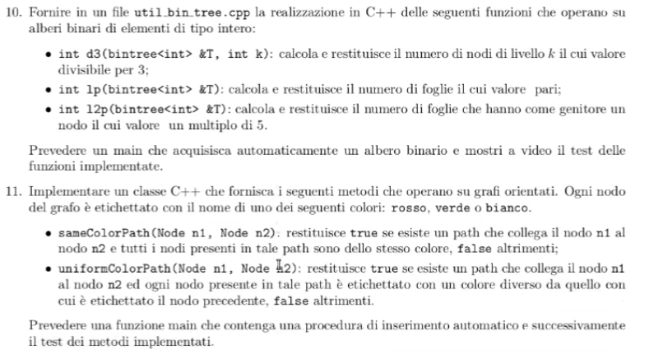 10. Fornire in un file util_bin_tree.cpp la realizzazione in C++ delle seguenti funzioni che operano su
alberi binari di elementi di tipo intero:
• int d3(bintree<int> &T, int k): calcola e restituisce il numero di nodi di livello k il cui valore
divisibile per 3;
• int lp(bintree<int> &T): calcola e restituisce il numero di foglie il cui valore pari;
• int l2p(bintree<int> &T): calcola e restituisce il numero di foglie che hanno come genitore un
nodo il cui valore un multiplo di 5.
Prevedere un main che acquisisca automaticamente un albero binario e mostri a video il test delle
funzioni implementate.
11. Implementare un classe C++ che fornisca i seguenti metodi che operano su grafi orientati. Ogni nodo
del grafo è etichettato con il nome di uno dei seguenti colori: rosso, verde o bianco.
• sameColorPath(Node n1, Node n2): restituisce true se esiste un path che collega il nodo n1 al
nodo n2 e tutti i nodi presenti in tale path sono dello stesso colore, false altrimenti;
• uniformColorPath(Node n1, Node n2): restituisce true se esiste un path che collega il nodo n1
al nodo n2 ed ogni nodo presente in tale path è etichettato con un colore diverso da quello con
cui è etichettato il nodo precedente, false altrimenti.
Prevedere una funzione main che contenga una procedura di inserimento automatico e successivamente
il test dei metodi implementati.